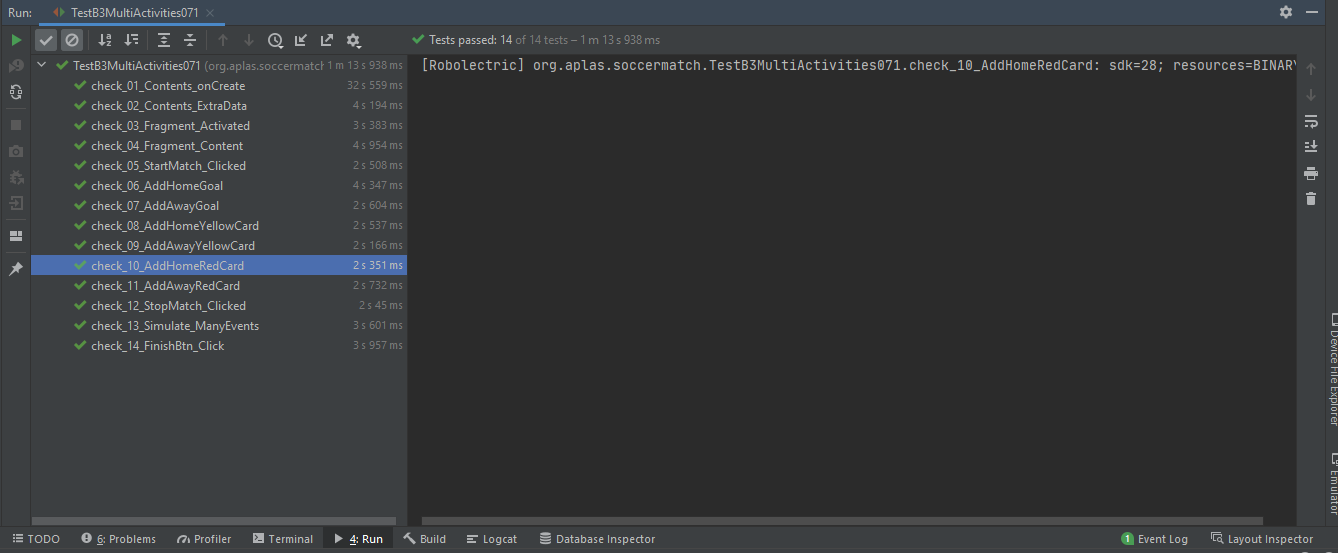 Run: TestB3MultiActivities071
Tests passed: 14 of 14 tests – 1 m 13 s 938 ms
TestB3MultiActivities071 (org.aplas.soccermatch 1 m 13 s 938 ms
check_01_Contents_onCreate 32 s 559 ms
check_02_Contents_ExtraData 4 s 194 ms
check_03_Fragment_Activated 3 s 383 ms
check_04_Fragment_Content 4 s 954 ms
check_05_StartMatch_Clicked 2 s 508 ms
check_06_AddHomeGoal 4 s 347 ms
check_07_AddAwayGoal 2 s 604 ms
check_08_AddHomeYellowCard 2 s 537 ms
check_09_AddAwayYellowCard 2 s 166 ms
check_10_AddHomeRedCard 2 s 351 ms
check_11_AddAwayRedCard 2 s 732 ms
check_12_StopMatch_Clicked 2 s 45 ms
check_13_Simulate_ManyEvents 3 s 601 ms
check_14_FinishBtn_Click 3 s 957 ms
[Robolectric] org.aplas.soccermatch.TestB3MultiActivities071.check_10_AddHomeRedCard: sdk=28; resources=BINARY
Device File Explorer
Emulator
TODO 6: Problems Profiler Terminal 4: Run Build Logcat Database Inspector 1 Event Log Layout Inspector